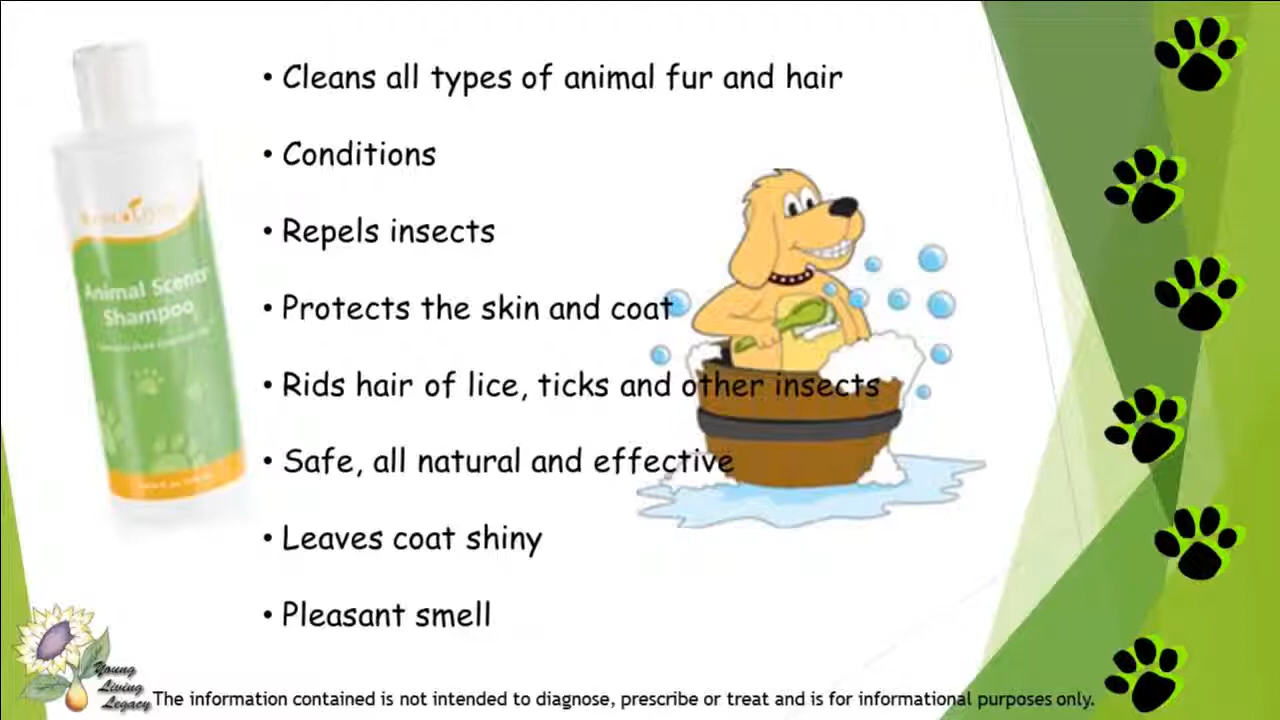 • Cleans all types of animal fur and hair
• Conditions
• Repels insects
• Protects the skin and coat
• Rids hair of lice, ticks and other insects
• Safe, all natural and effective
• Leaves coat shiny
• Pleasant smell
Animal Scents
Shampoo
Young
Living
Legacy
The information contained is not intended to diagnose, prescribe or treat and is for informational purposes only.